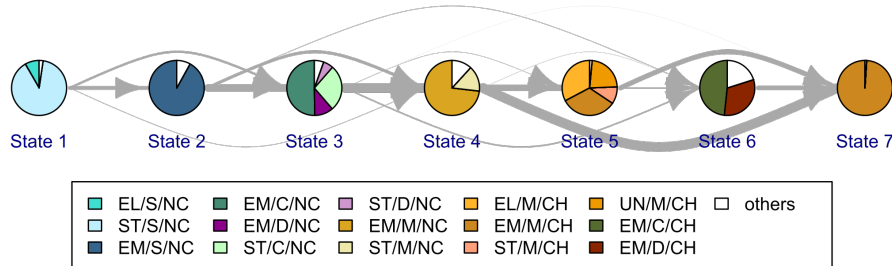 State 1 State 2 State 3 State 4 State 5 State 6 State 7
EL/S/NC EM/C/NC ST/D/NC EL/M/CH UN/M/CH others
ST/S/NC EM/D/NC EM/M/NC EM/M/CH EM/C/CH
EM/S/NC ST/C/NC ST/M/NC ST/M/CH EM/D/CH